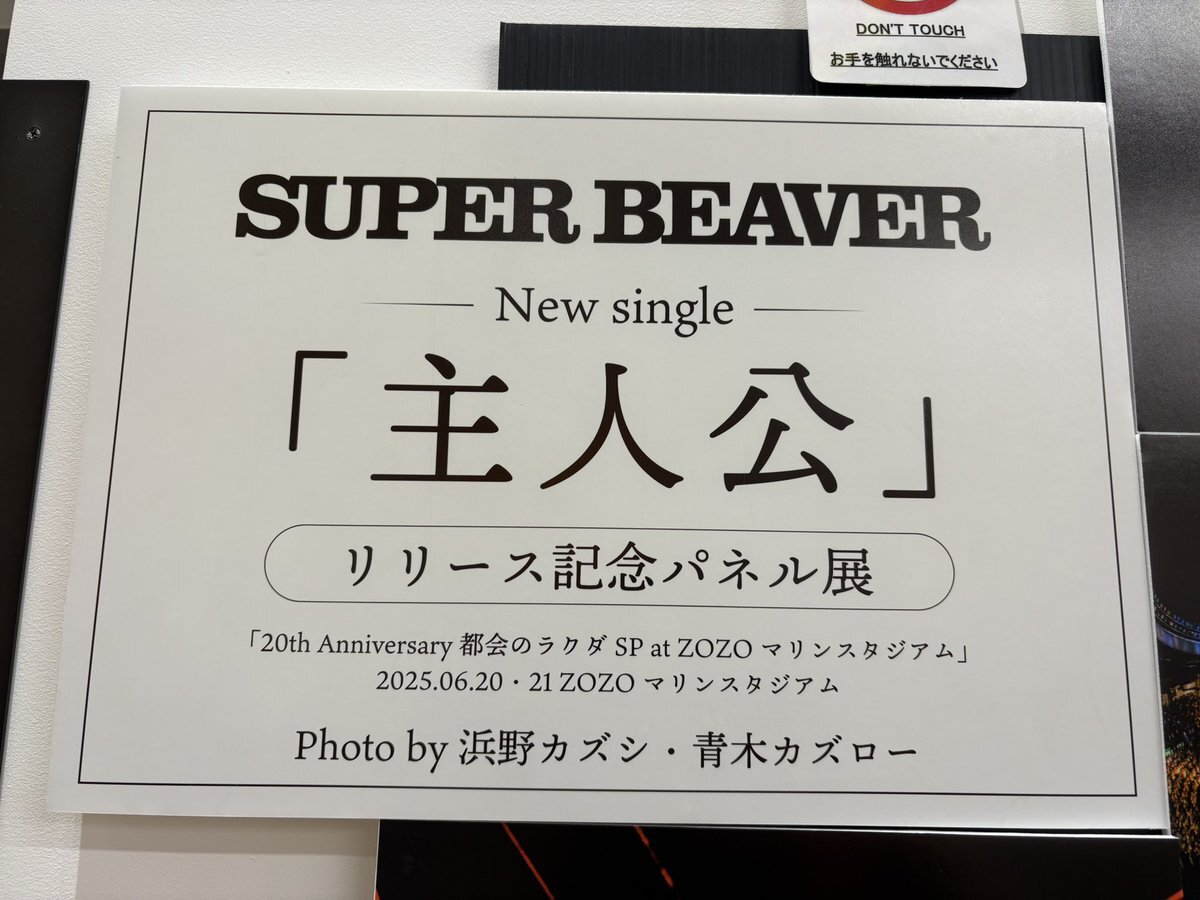 DON'T TOUCH
お手を触れないでください
SUPER BEAVER
New single
「主人公」
リリース記念パネル展
「20th Anniversary 都会のラクダ SP at ZOZO マリンスタジアム」
2025.06.20・21 ZOZO マリンスタジアム
Photo by 浜野カズシ・青木カズロー